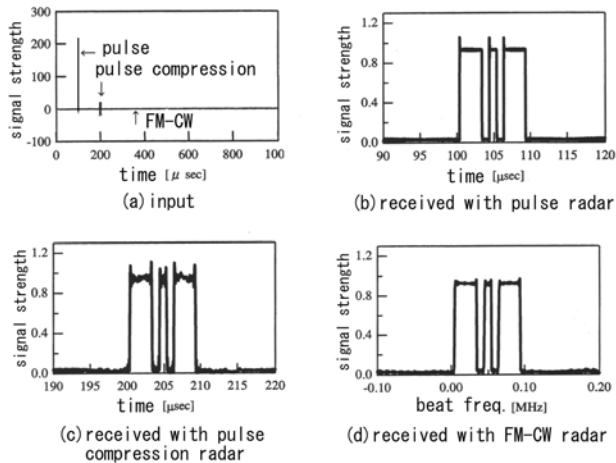 300
200
100
0
-100
signal strength
←pulse
pulse compression
↓
↑
FM-CW
0 200 400 600 800 100
time [μ sec]
(a)input
1.2
0.8
0.4
0.0
signal strength
90 95 100 105 110 115 120
time [μsec]
(b)received with pulse radar
1.2
0.8
0.4
0.0
signal strength
190 195 200 205 210 215 220
time [μsec]
(c)received with pulse
compression radar
1.2
0.8
0.4
0.0
signal strength
-0.10 0.00 0.10 0.20
beat freq. [MHz]
(d)received with FM-CW radar